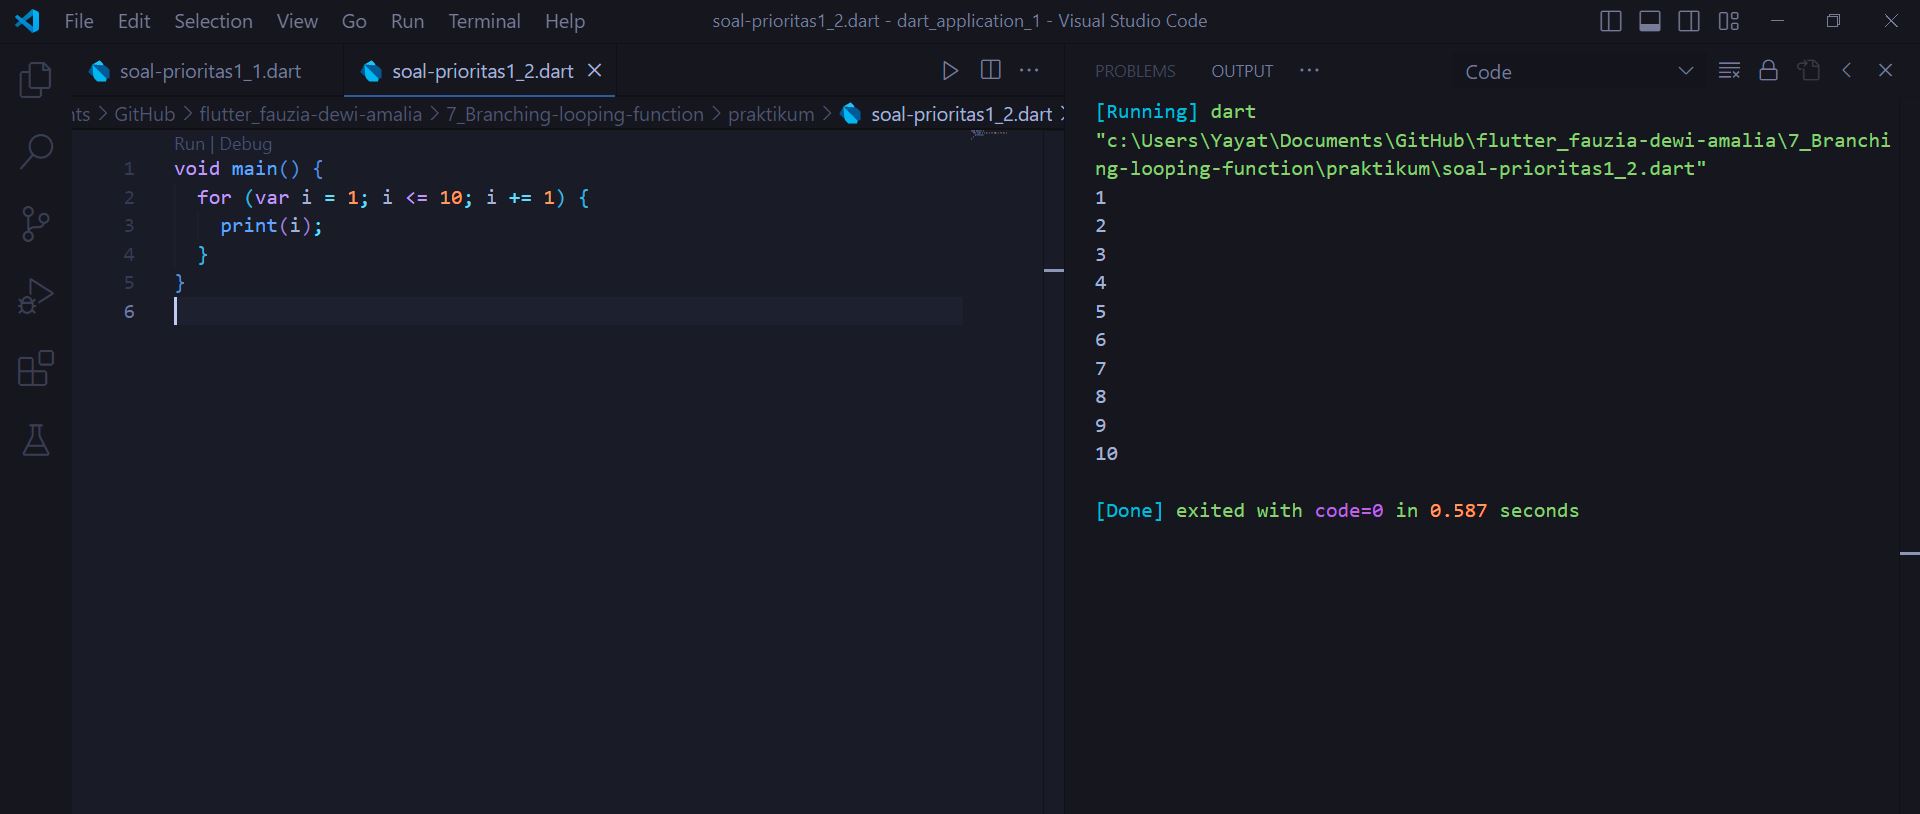 File Edit Selection View Go Run Terminal Help
soal-prioritas1_2.dart - dart_application_1 - Visual Studio Code
soal-prioritas1_1.dart
soal-prioritas1_2.dart
nts > GitHub > flutter_fauzia-dewi-amalia > 7_Branching-looping-function > praktikum > soal-prioritas1_2.dart >
Run | Debug
1 void main() {
2 for (var i = 1; i <= 10; i += 1) {
3 print(i);
4 }
5 }
6
PROBLEMS OUTPUT ··· Code
[Running] dart
"c:\Users\Yayat\Documents\GitHub\flutter_fauzia-dewi-amalia\7_Branchi
ng-looping-function\praktikum\soal-prioritas1_2.dart"
1
2
3
4
5
6
7
8
9
10
[Done] exited with code=0 in 0.587 seconds